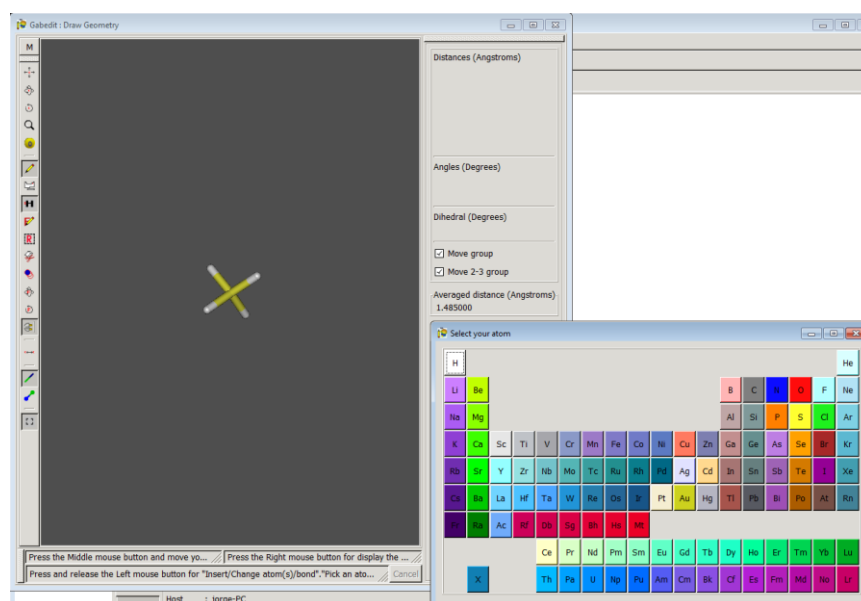 Gabedit : Draw Geometry
M
Distances (Angstroms)
Angles (Degrees)
Dihedral (Degrees)
Move group
Move 2-3 group
Averaged distance (Angstroms)
1.485000
Select your atom
H He
Li Be B C N O F Ne
Na Mg Al Si P S Cl Ar
K Ca Sc Ti V Cr Mn Fe Co Ni Cu Zn Ga Ge As Se Br Kr
Rb Sr Y Zr Nb Mo Tc Ru Rh Pd Ag Cd In Sn Sb Te I Xe
Cs Ba La Hf Ta W Re Os Ir Pt Au Hg Tl Pb Bi Po At Rn
Fr Ra Ac Rf Db Sg Bh Hs Mt
Ce Pr Nd Pm Sm Eu Gd Tb Dy Ho Er Tm Yb Lu
X Th Pa U Np Pu Am Cm Bk Cf Es Fm Md No Lr
Press the Middle mouse button and move yo... Press the Right mouse button for display the ...
Press and release the Left mouse button for "Insert/Change atom(s)/bond"."Pick an ato... Cancel
Host : jorge-PC